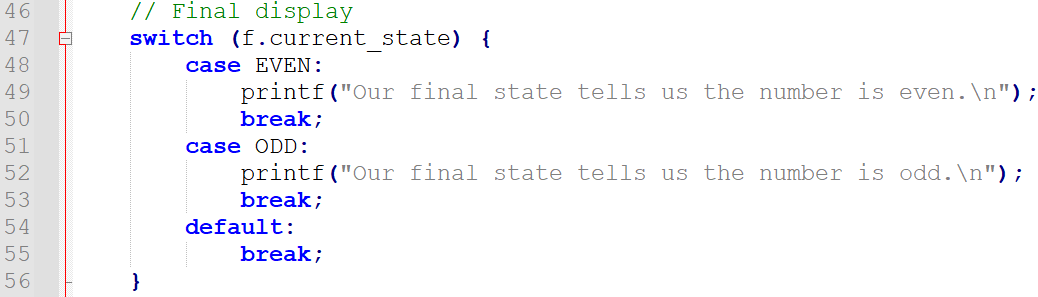 46 // Final display
47 switch (f.current_state) {
48 case EVEN:
49 printf("Our final state tells us the number is even.\n");
50 break;
51 case ODD:
52 printf("Our final state tells us the number is odd.\n");
53 break;
54 default:
55 break;
56 }